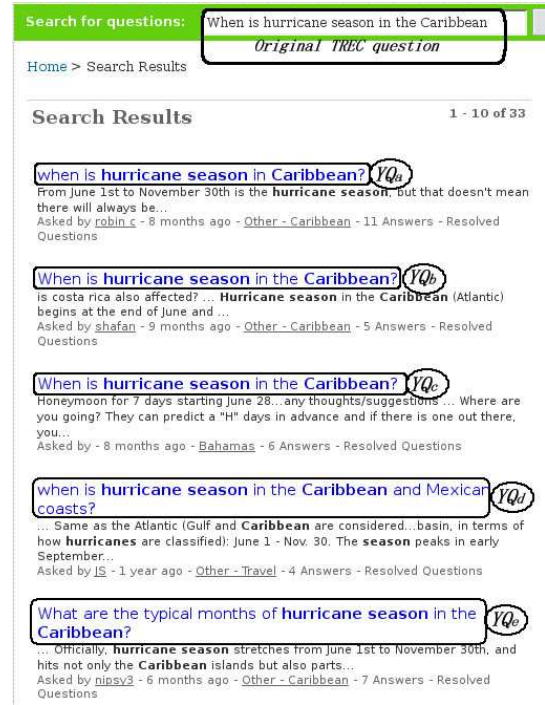 Search for questions: When is hurricane season in the Caribbean
Original TREC question
Home > Search Results
Search Results 1 - 10 of 33
when is hurricane season in Caribbean? YQa
From June 1st to November 30th is the hurricane season, but that doesn't mean
there will always be...
Asked by robin c - 8 months ago - Other - Caribbean - 11 Answers - Resolved
Questions
When is hurricane season in the Caribbean? YQb
is costa rica also affected? ... Hurricane season in the Caribbean (Atlantic)
begins at the end of June and ...
Asked by shafan - 9 months ago - Other - Caribbean - 5 Answers - Resolved
Questions
When is hurricane season in the Caribbean? YQc
Honeymoon for 7 days starting June 28...any thoughts/suggestions ... Where are
you going? They can predict a "H" days in advance and if there is one out there,
you...
Asked by - 8 months ago - Bahamas - 6 Answers - Resolved Questions
when is hurricane season in the Caribbean and Mexican YQd
coasts?
... Same as the Atlantic (Gulf and Caribbean are considered...basin, in terms of
how hurricanes are classified): June 1 - Nov. 30. The season peaks in early
September...
Asked by JS - 1 year ago - Other - Travel - 4 Answers - Resolved Questions
What are the typical months of hurricane season in the YQe
Caribbean?
... Officially, hurricane season stretches from June 1st to November 30th, and
hits not only the Caribbean islands but also parts...
Asked by nipsy3 - 6 months ago - Other - Caribbean - 7 Answers - Resolved
Questions